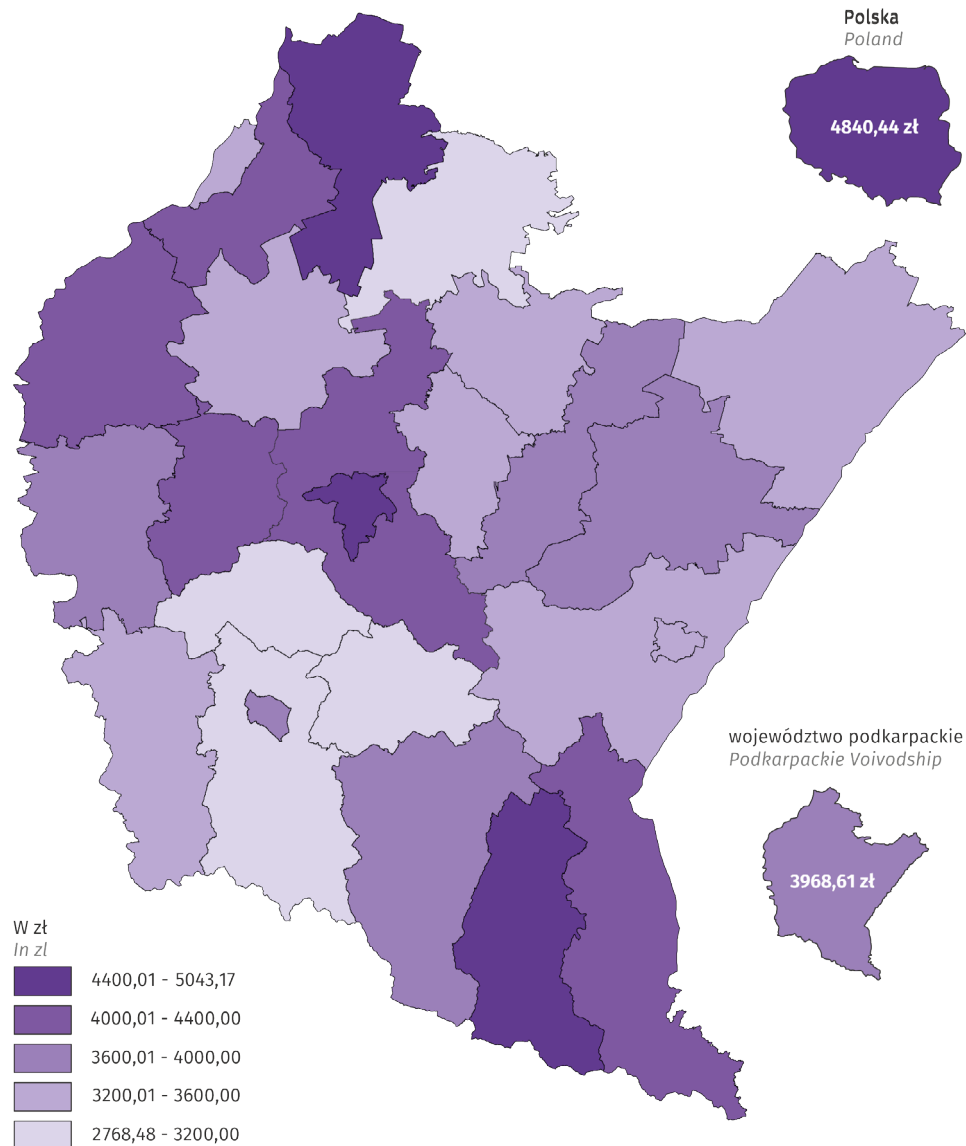 Polska
Poland
4840,44 zł
województwo podkarpackie
Podkarpackie Voivodship
3968,61 zł
W zł
In zl
4400,01 - 5043,17
4000,01 - 4400,00
3600,01 - 4000,00
3200,01 - 3600,00
2768,48 - 3200,00